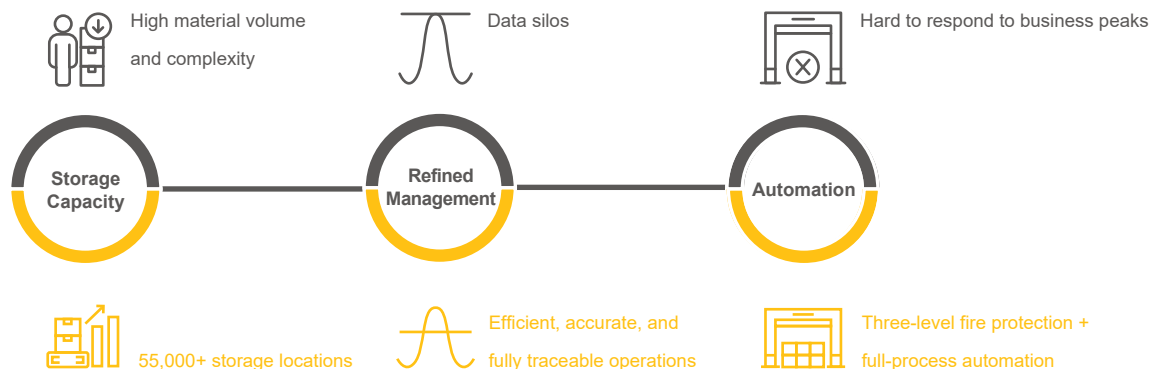 High material volume
and complexity
Data silos
Hard to respond to business peaks
Storage
Capacity
Refined
Management
Automation
55,000+ storage locations
Efficient, accurate, and
fully traceable operations
Three-level fire protection +
full-process automation